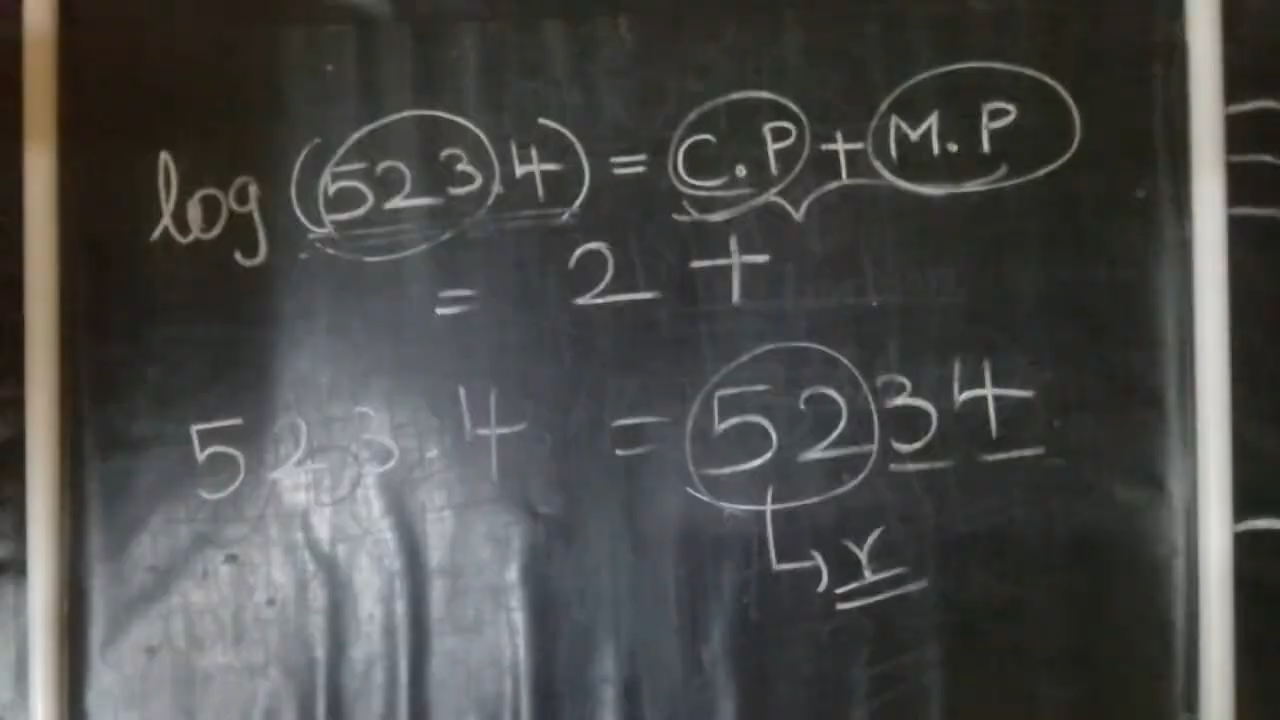 log (523.4) = C.P + M.P
= 2 +
523.4 = 5234
r